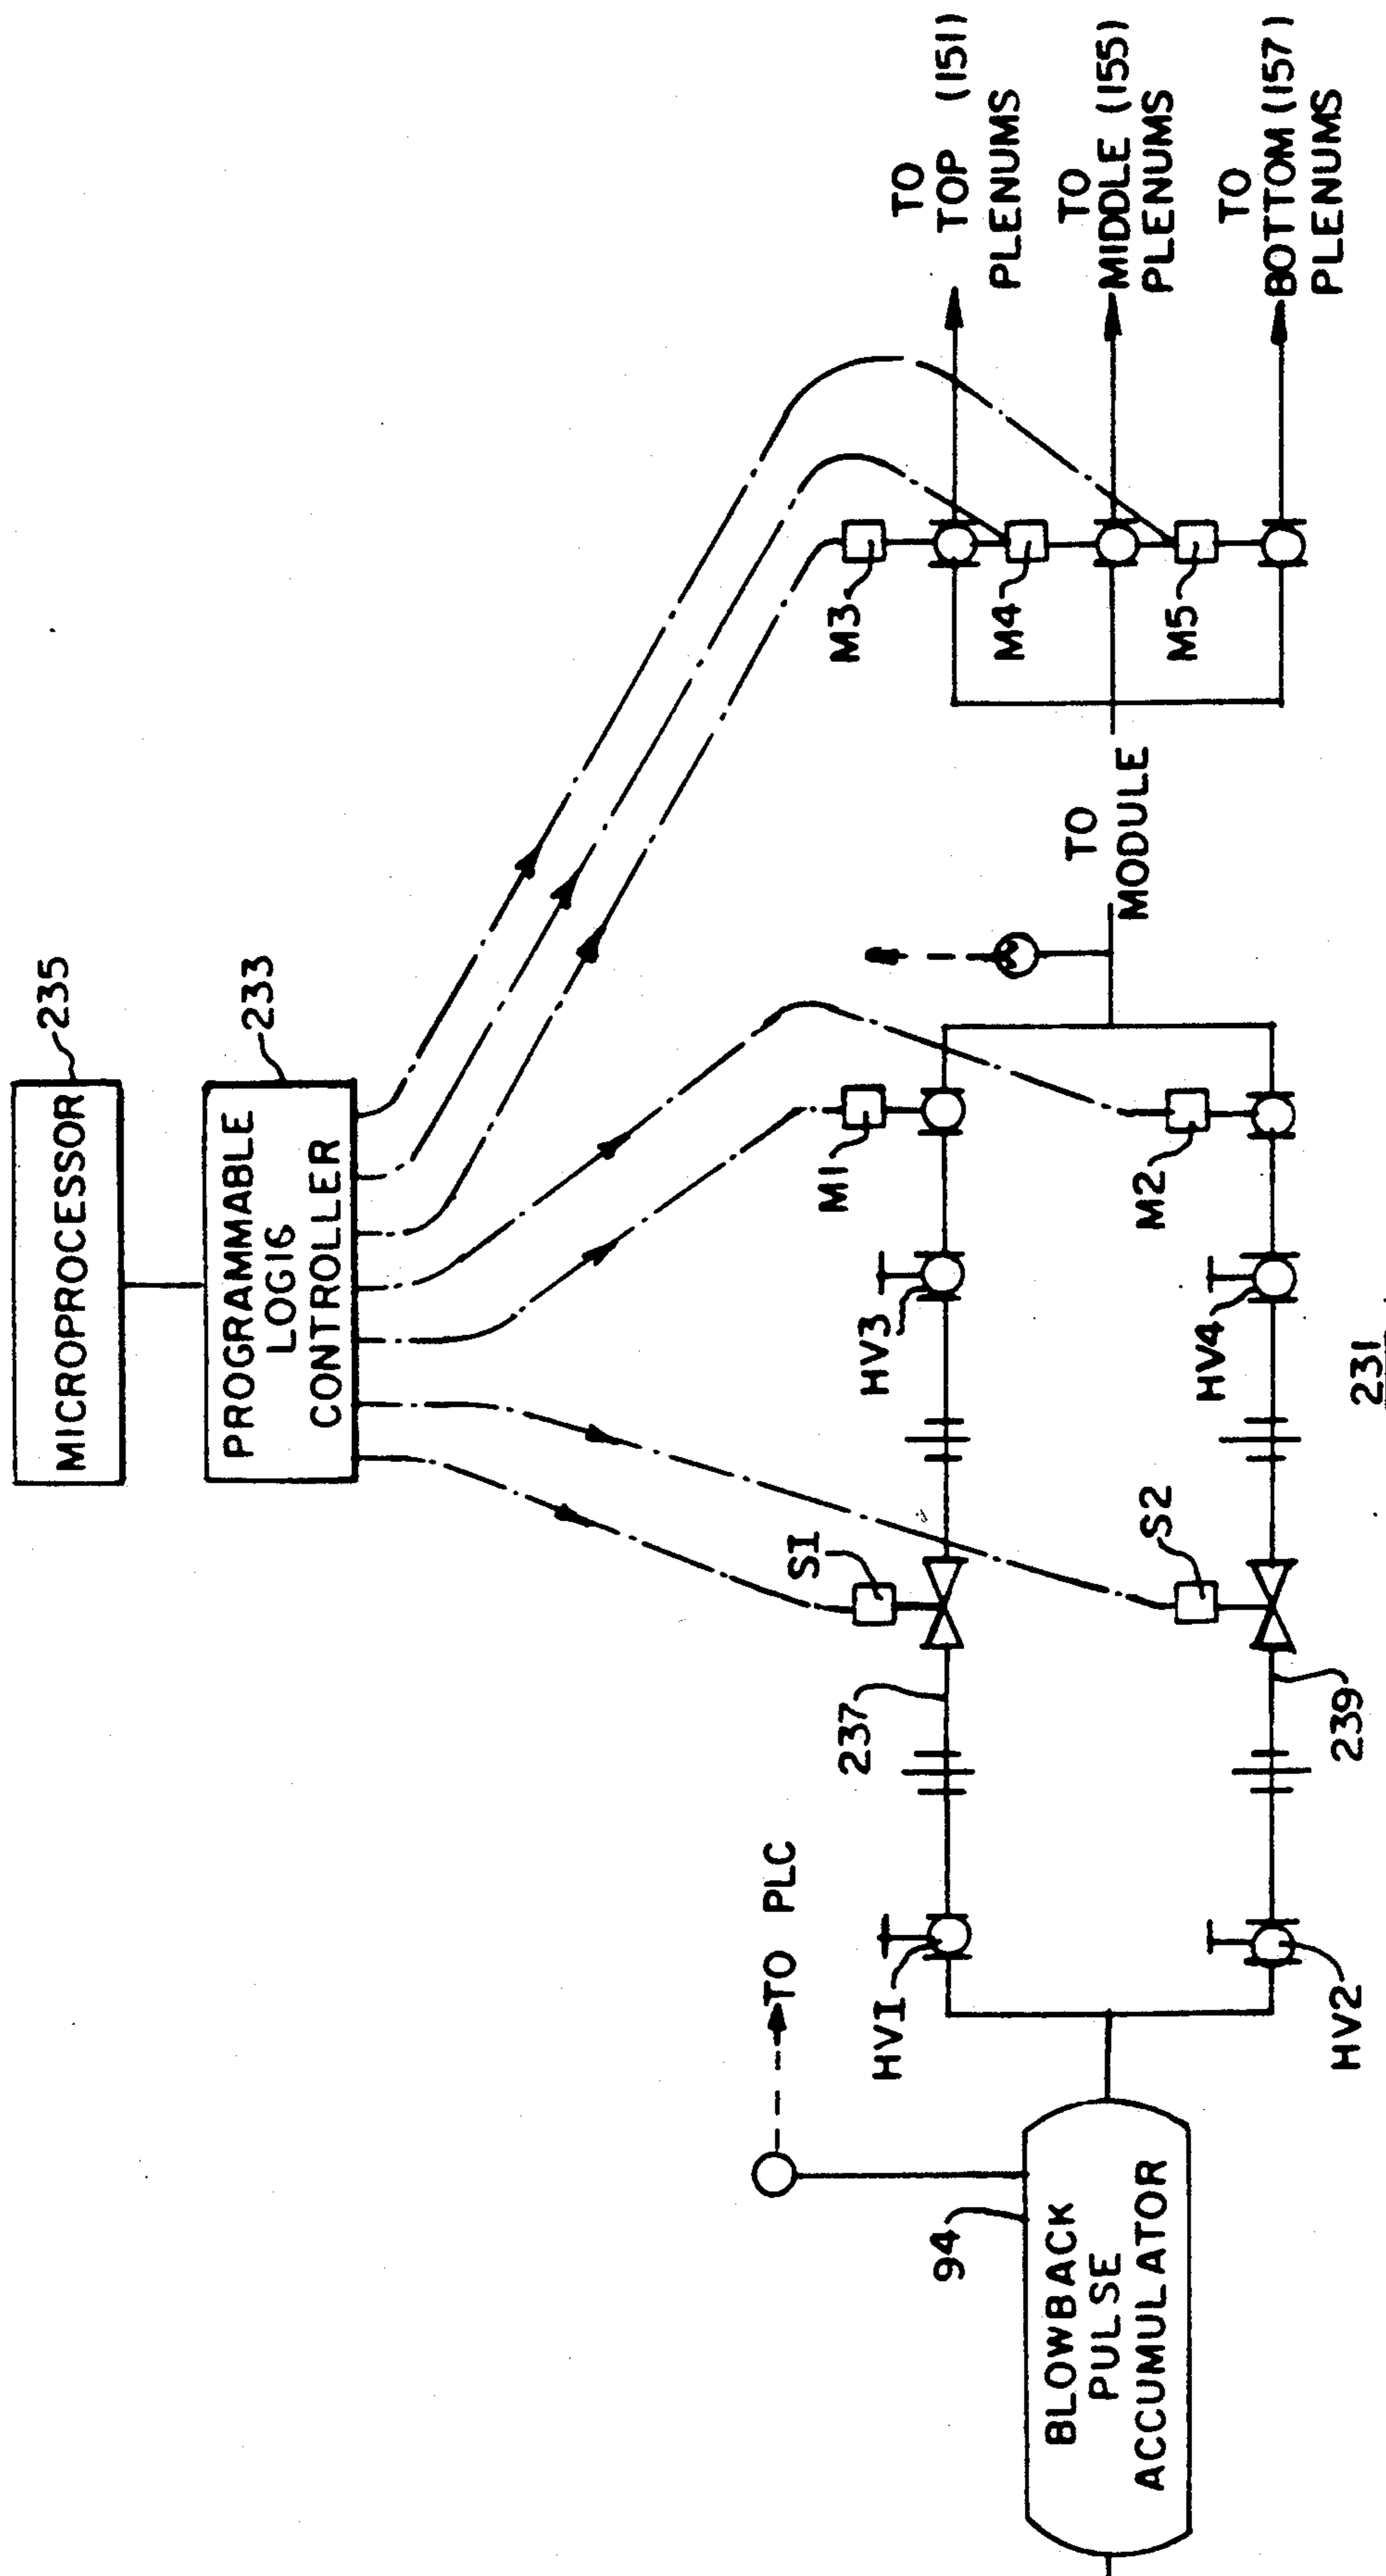 MICROPROCESSOR
235
PROGRAMMABLE
LOGIS
CONTROLLER
233
TO PLC
94
BLOWBACK
PULSE
ACCUMULATOR
HV1
HV2
237
239
S1
S2
HV3
HV4
M1
M2
TO
MODULE
M3
M4
M5
TO
TOP (151)
PLENUMS
TO
MIDDLE (155)
PLENUMS
TO
BOTTOM (157)
PLENUMS
231